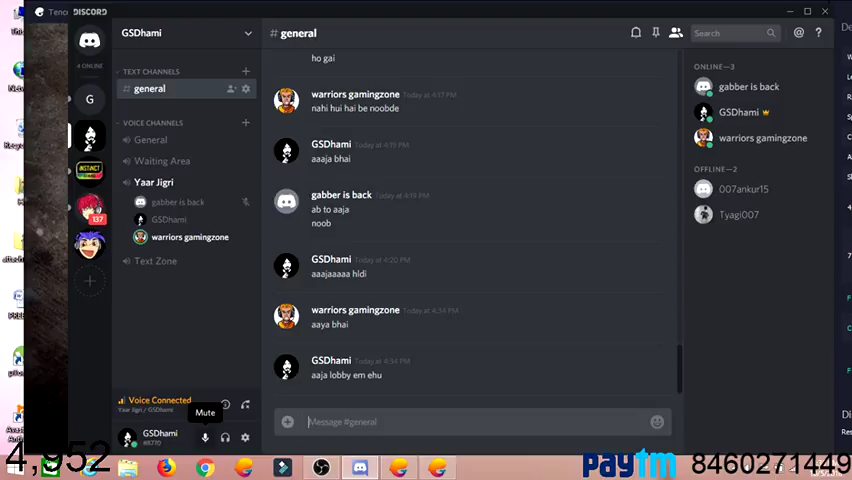 Tenc
DISCORD
GSDhami
# general
Search
4 ONLINE
G
137
TEXT CHANNELS
# general
VOICE CHANNELS
General
Waiting Area
Yaar Jigri
gabber is back
GSDhami
warriors gamingzone
Text Zone
ho gai
warriors gamingzone Today at 4:17 PM
nahi hui hai be noobde
GSDhami Today at 4:19 PM
aaaja bhai
gabber is back Today at 4:19 PM
ab to aaja
noob
GSDhami Today at 4:20 PM
aaajaaaaa hldi
warriors gamingzone Today at 4:34 PM
aaya bhai
GSDhami Today at 4:34 PM
aaja lobby em ehu
Message #general
ONLINE—3
gabber is back
GSDhami
warriors gamingzone
OFFLINE—2
007ankur15
Tyagi007
Voice Connected
Yaar Jigri / GSDhami
Mute
GSDhami
#8770
4,952
paytm 8460271449